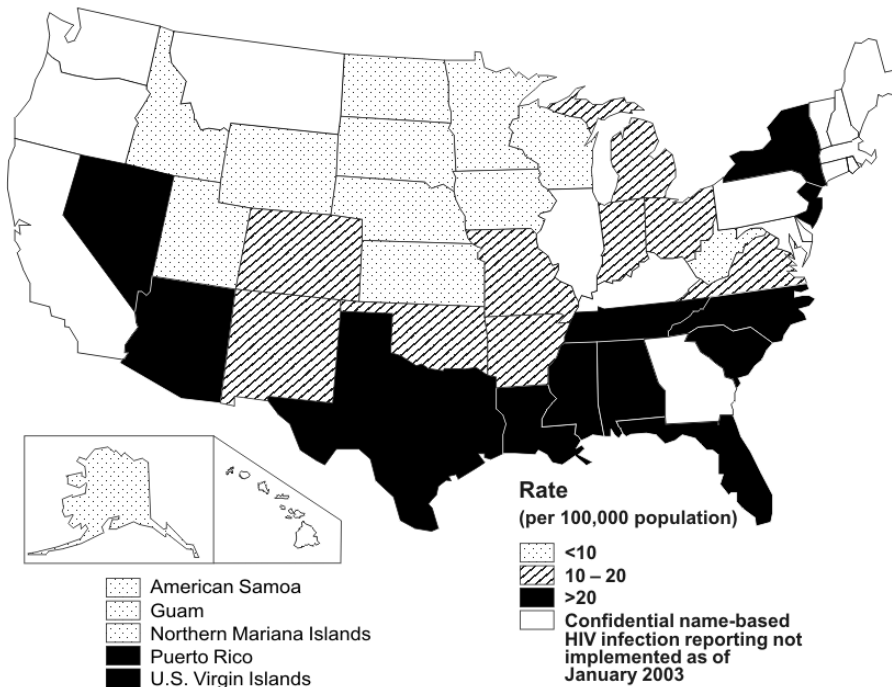 Rate
(per 100,000 population)
<10
10 – 20
>20
Confidential name-based
HIV infection reporting not
implemented as of
January 2003
American Samoa
Guam
Northern Mariana Islands
Puerto Rico
U.S. Virgin Islands